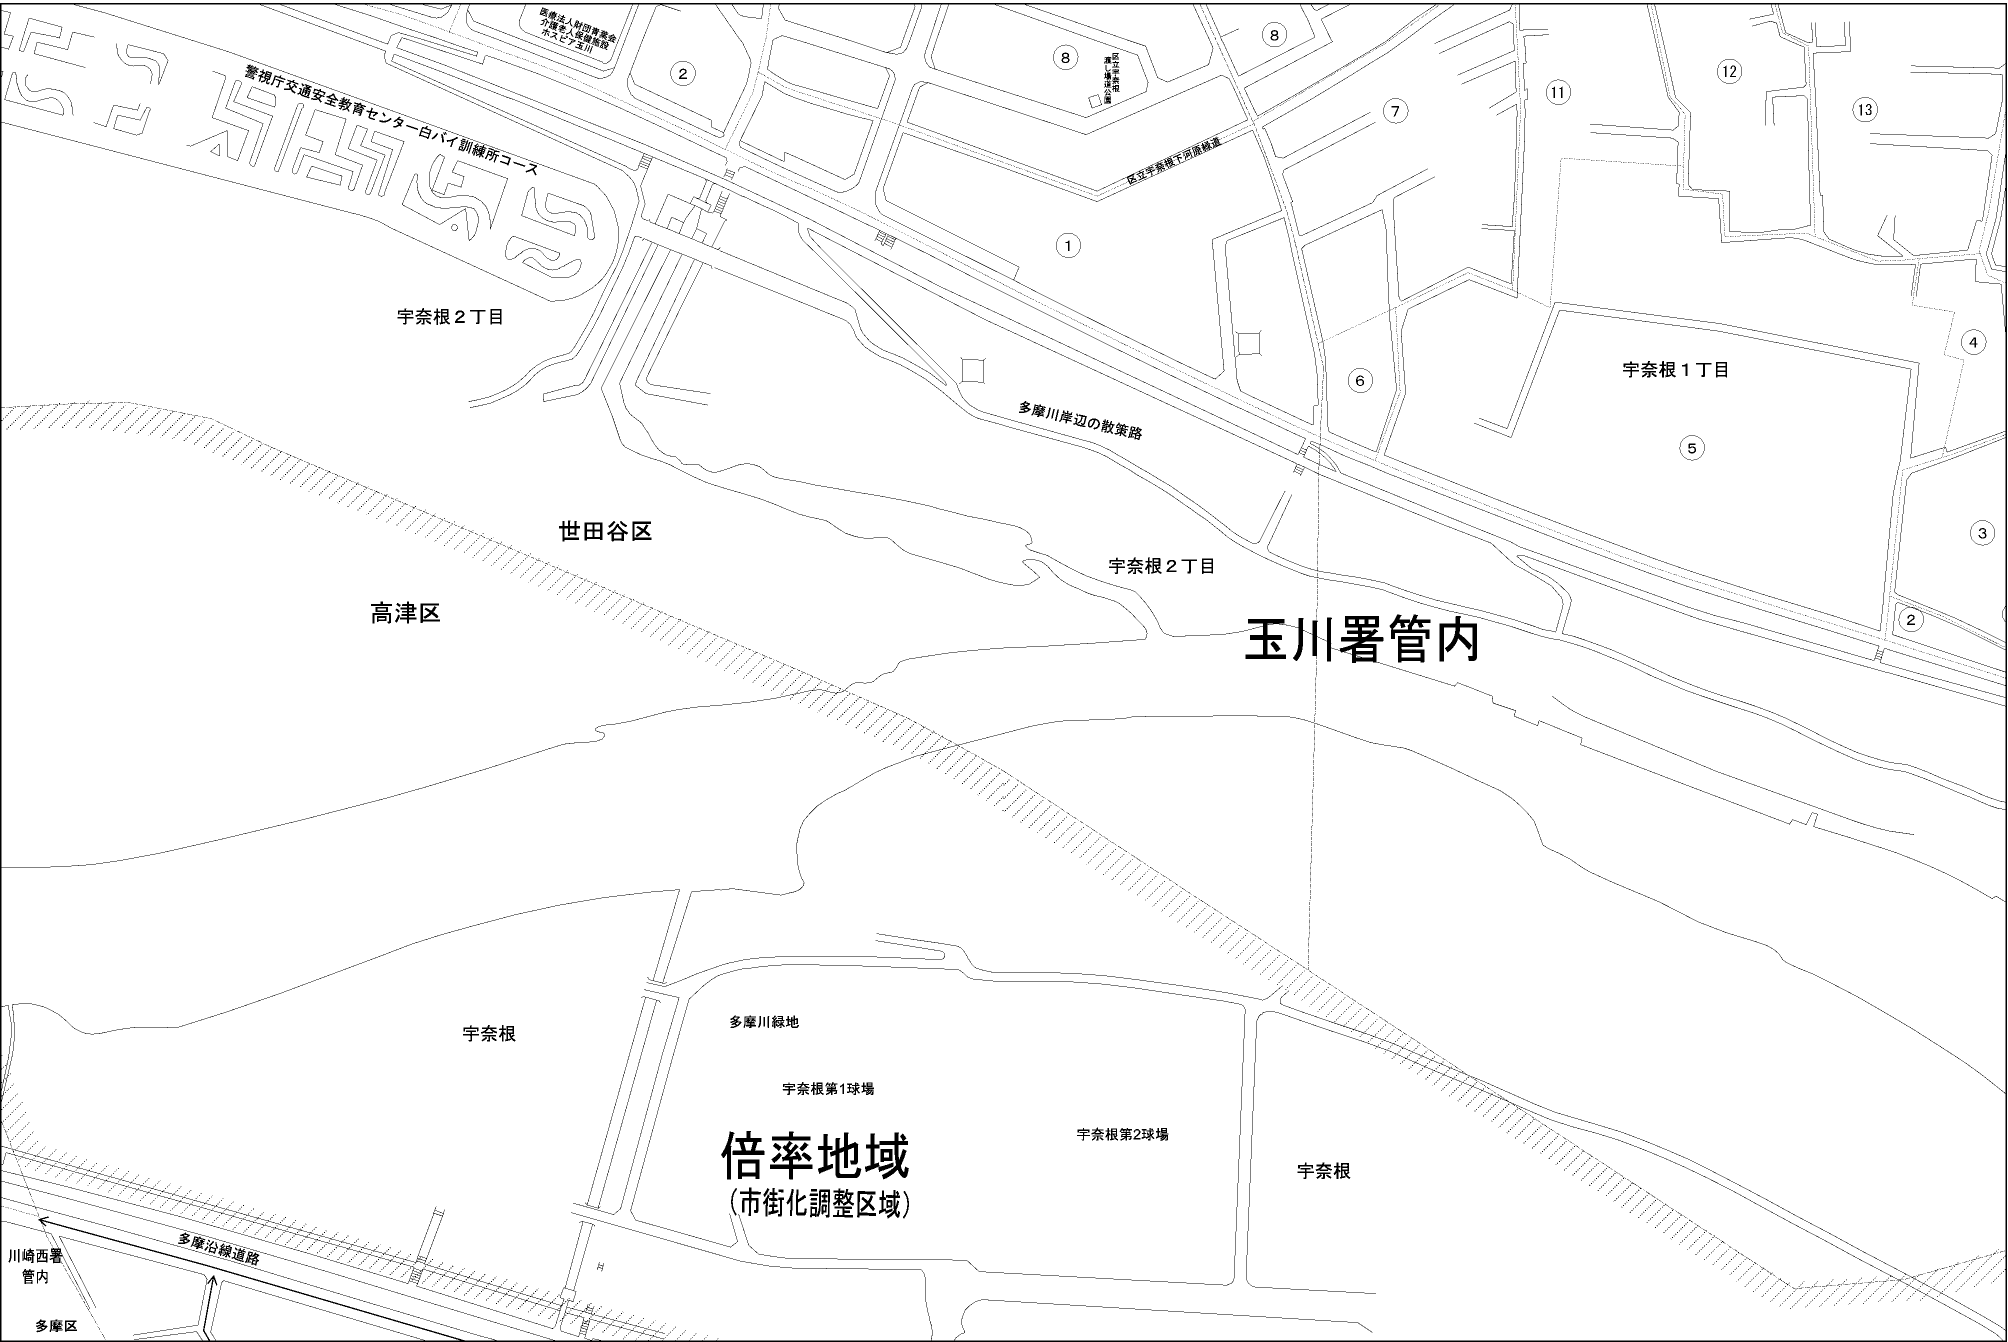 医療法人財団青葉会
介護老人保健施設
ホスピア玉川
②
⑧
区立宇奈根
渡し場道公園
⑧
⑦
⑪
⑫
⑬
警視庁交通安全教育センター白バイ訓練所コース
区立宇奈根下河原緑道
①
宇奈根２丁目
④
宇奈根１丁目
⑥
多摩川岸辺の散策路
⑤
世田谷区
③
宇奈根２丁目
高津区
玉川署管内
②
多摩川緑地
宇奈根
宇奈根第1球場
宇奈根第2球場
倍率地域
(市街化調整区域)
宇奈根
多摩沿線道路
川崎西署
管内
多摩区